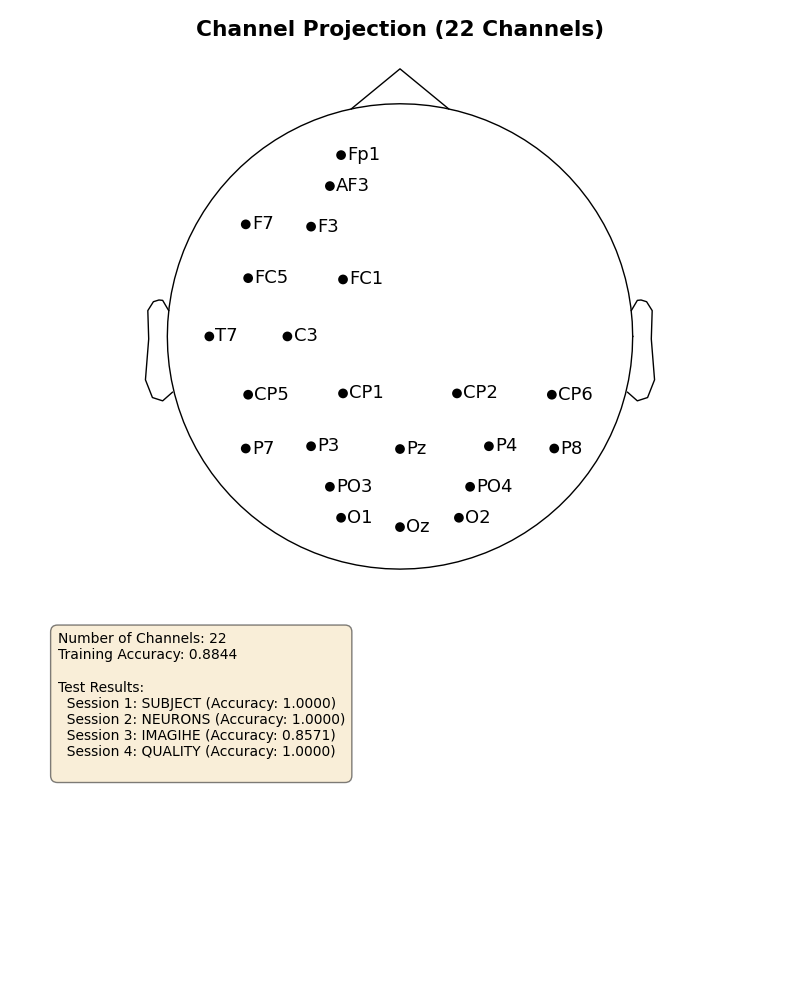 Channel Projection (22 Channels)
Fp1
AF3
F7 F3
FC5 FC1
T7 C3
CP5 CP1 CP2 CP6
P7 P3 Pz P4 P8
PO3 PO4
O1 Oz O2
Number of Channels: 22
Training Accuracy: 0.8844
Test Results:
Session 1: SUBJECT (Accuracy: 1.0000)
Session 2: NEURONS (Accuracy: 1.0000)
Session 3: IMAGIHE (Accuracy: 0.8571)
Session 4: QUALITY (Accuracy: 1.0000)